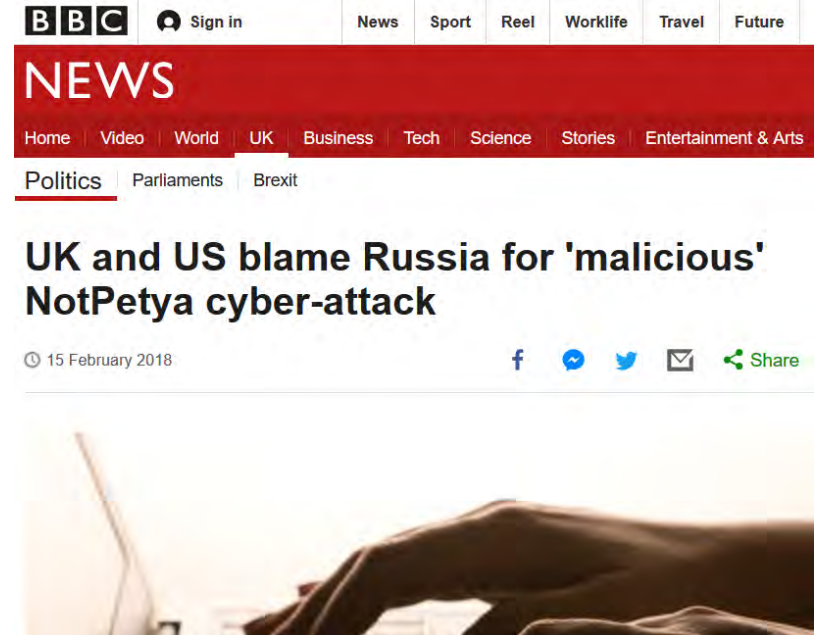 BBC Sign in News Sport Reel Worklife Travel Future
NEWS
Home Video World UK Business Tech Science Stories Entertainment & Arts
Politics Parliaments Brexit
UK and US blame Russia for 'malicious'
NotPetya cyber-attack
15 February 2018 Share